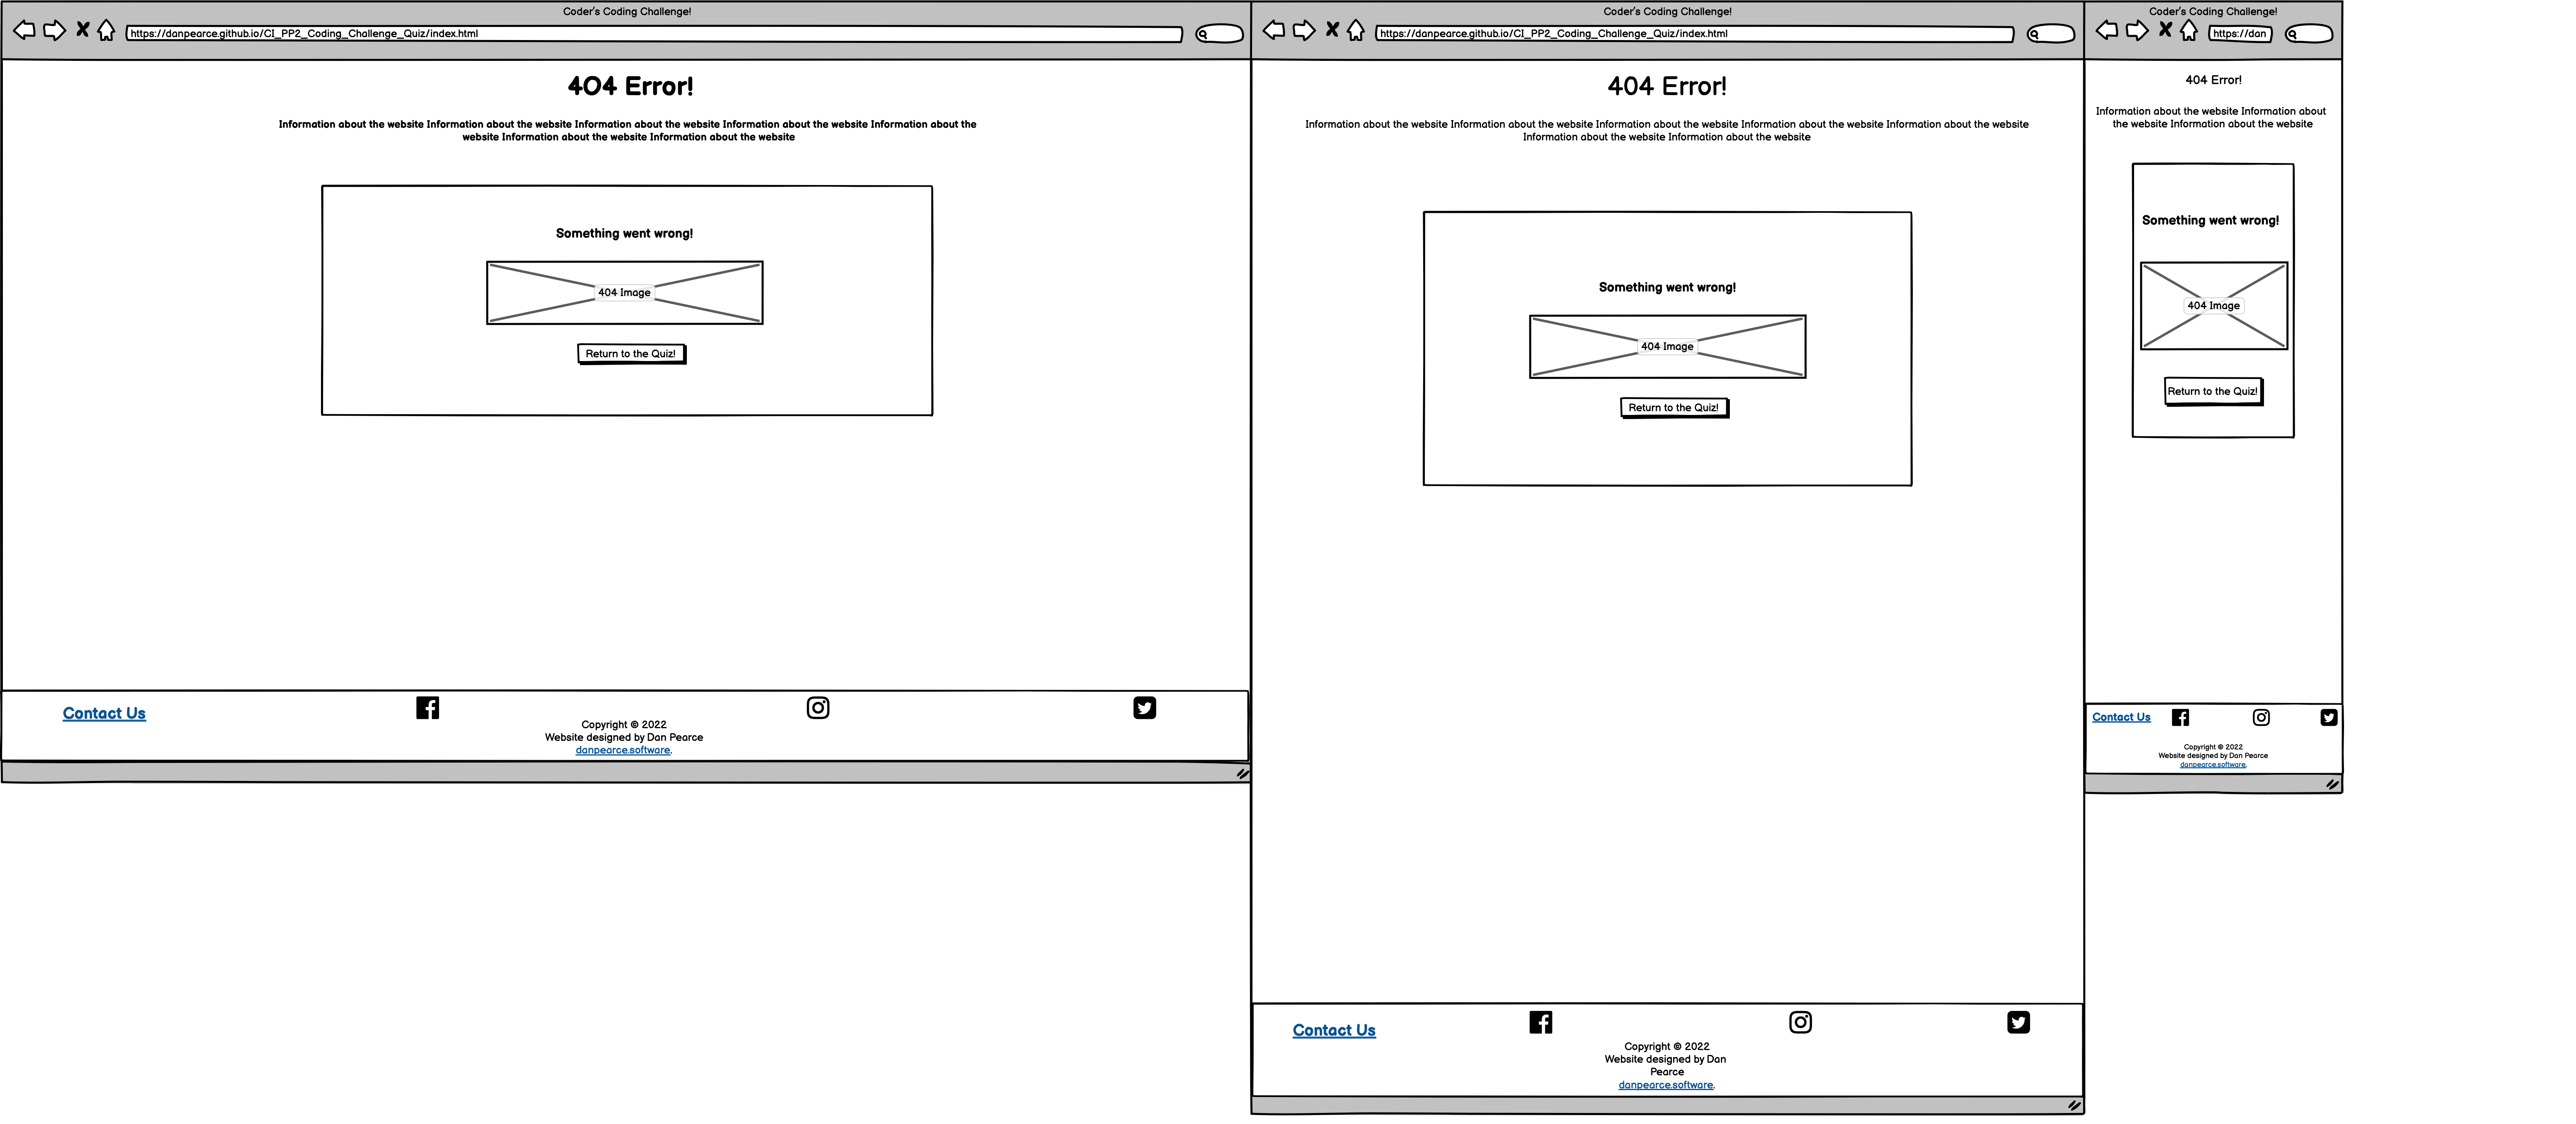 Coder's Coding Challenge!
https://danpearce.github.io/CI_PP2_Coding_Challenge_Quiz/index.html
404 Error!
Information about the website Information about the website Information about the website Information about the website Information about the
website Information about the website Information about the website
Something went wrong!
404 Image
Return to the Quiz!
Contact Us
Copyright © 2022
Website designed by Dan Pearce
danpearce.software.
Coder's Coding Challenge!
https://danpearce.github.io/CI_PP2_Coding_Challenge_Quiz/index.html
404 Error!
Information about the website Information about the website Information about the website Information about the website Information about the website
Information about the website Information about the website
Something went wrong!
404 Image
Return to the Quiz!
Contact Us
Copyright © 2022
Website designed by Dan
Pearce
danpearce.software.
Coder's Coding Challenge!
https://dan
404 Error!
Information about the website Information about
the website Information about the website
Something went wrong!
404 Image
Return to the Quiz!
Contact Us
Copyright © 2022
Website designed by Dan Pearce
danpearce.software.